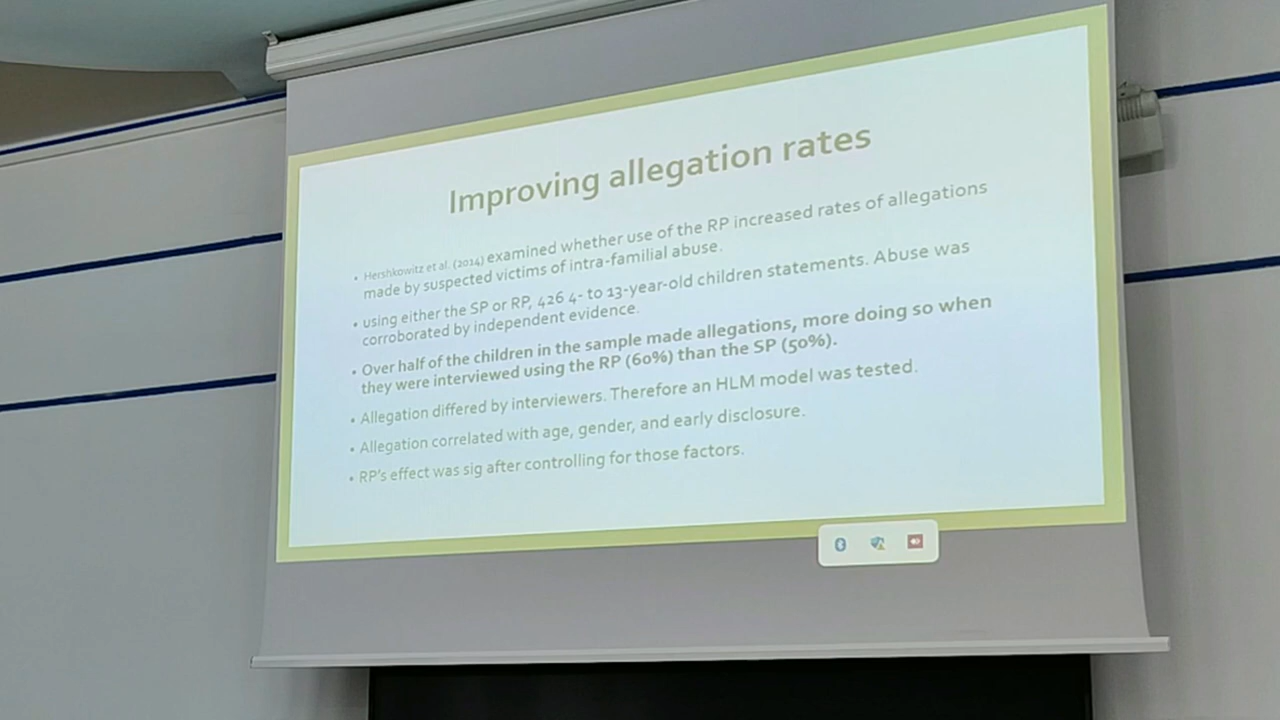 Improving allegation rates
• Hershkowitz et al. (2014) examined whether use of the RP increased rates of allegations
made by suspected victims of intra-familial abuse.
• using either the SP or RP, 426 4- to 13-year-old children statements. Abuse was
corroborated by independent evidence.
• Over half of the children in the sample made allegations, more doing so when
they were interviewed using the RP (60%) than the SP (50%).
• Allegation differed by interviewers. Therefore an HLM model was tested.
• Allegation correlated with age, gender, and early disclosure.
• RP's effect was sig after controlling for those factors.